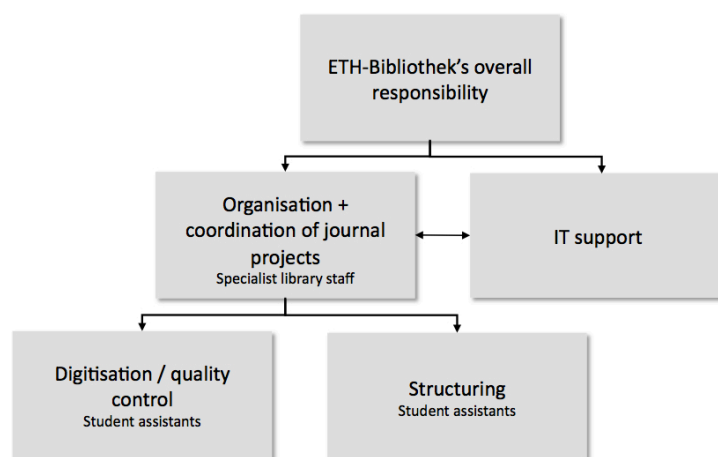 ETH-Bibliothek's overall
responsibility
Organisation +
coordination of journal
projects
Specialist library staff
IT support
Digitisation / quality
control
Student assistants
Structuring
Student assistants